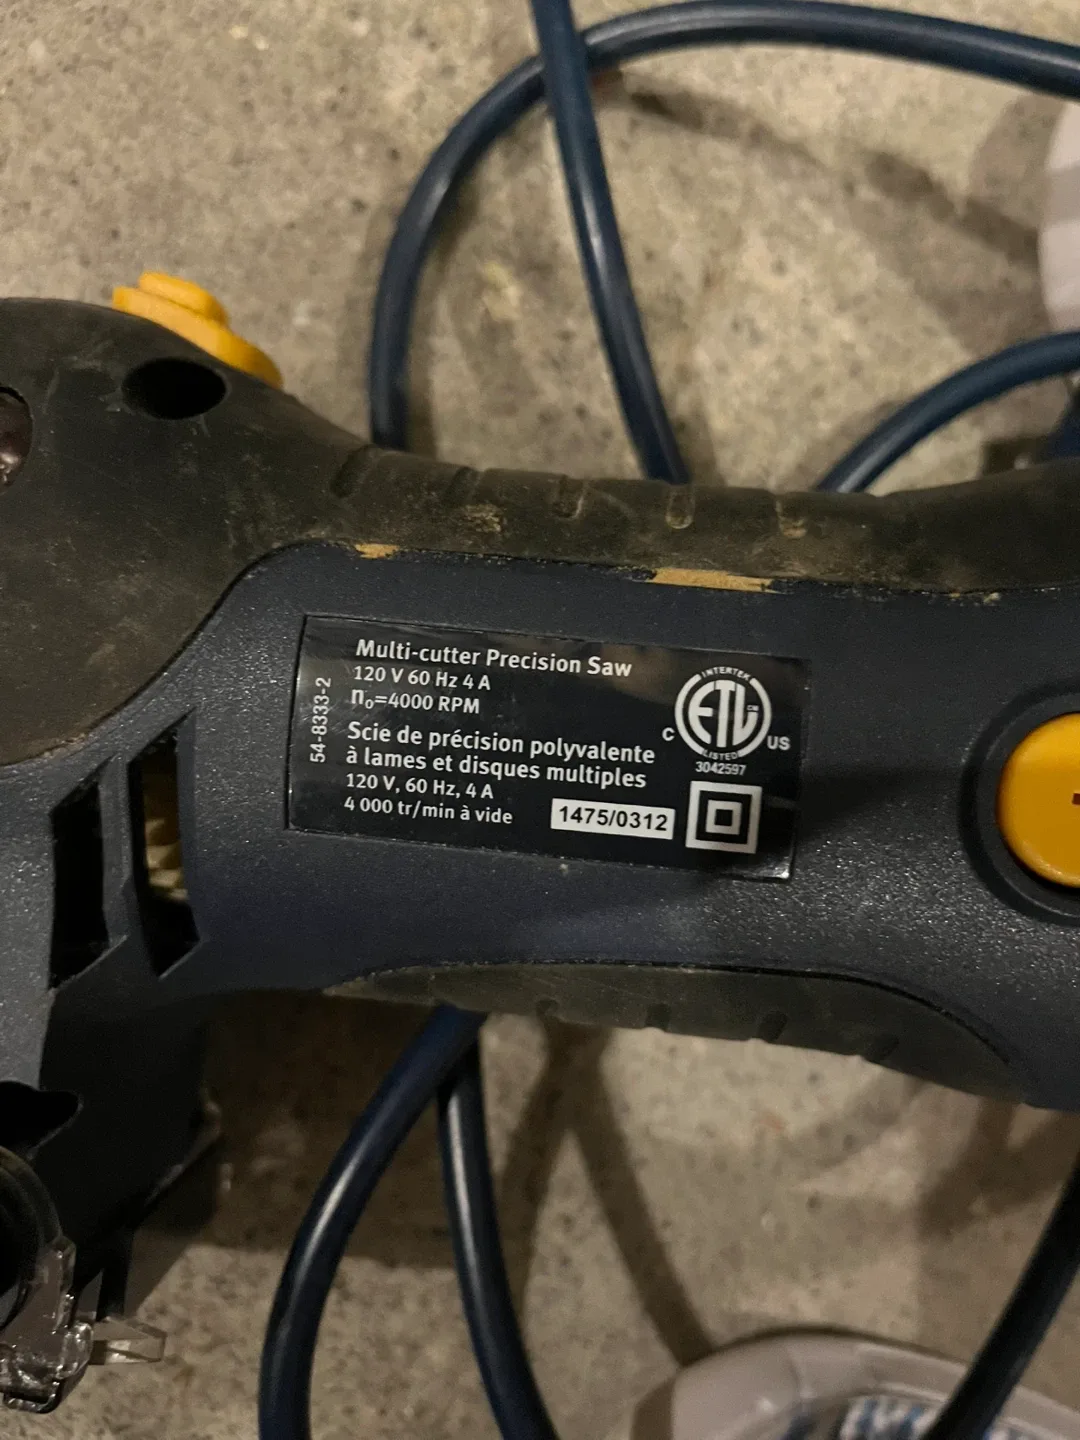 Multi-cutter Precision Saw
120 V 60 Hz 4 A
n₀=4000 RPM
Scie de précision polyvalente
à lames et disques multiples
120 V, 60 Hz, 4 A
4 000 tr/min à vide
1475/0312
54-8333-2
INTERTEK
ETL CM
C US
LISTED
3042597